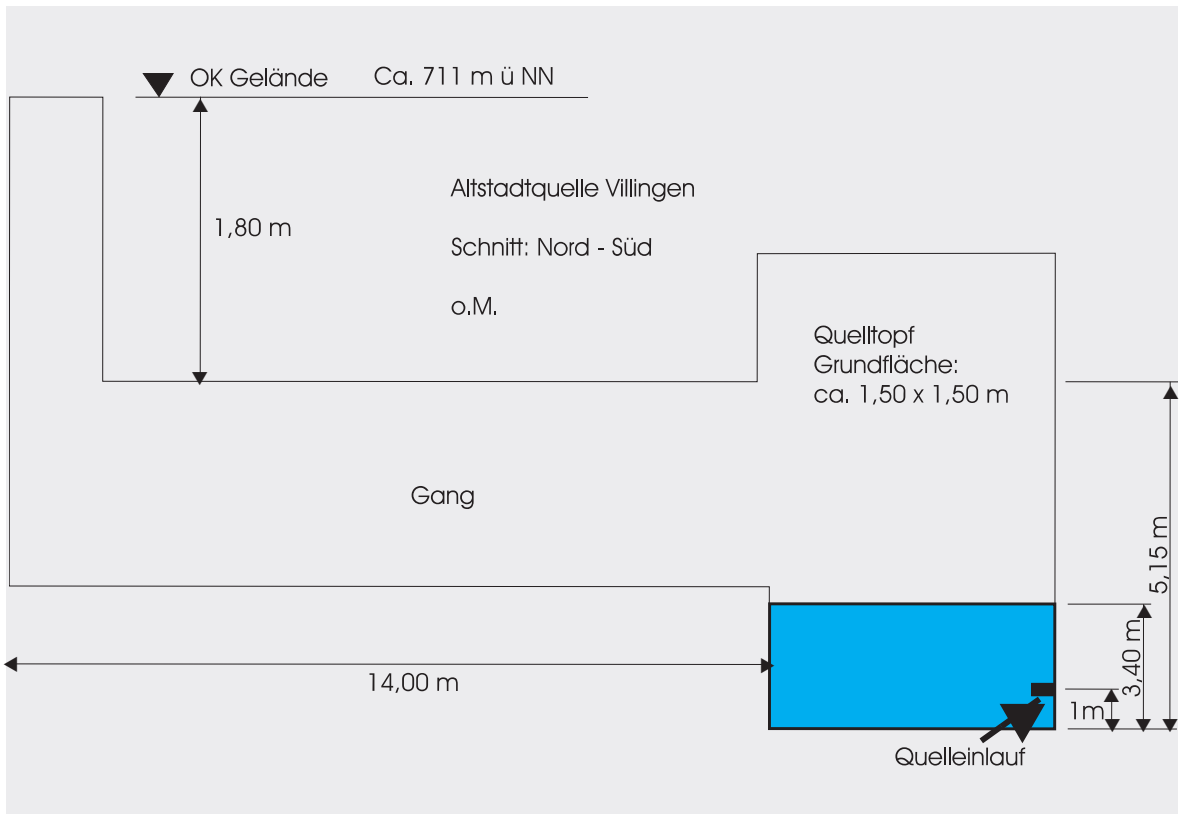 OK Gelände Ca. 711 m ü NN
1,80 m
Altstadtquelle Villingen
Schnitt: Nord - Süd
o.M.
Quelltopf
Grundfläche:
ca. 1,50 x 1,50 m
Gang
5,15 m
3,40 m
1m
14,00 m
Quelleinlauf